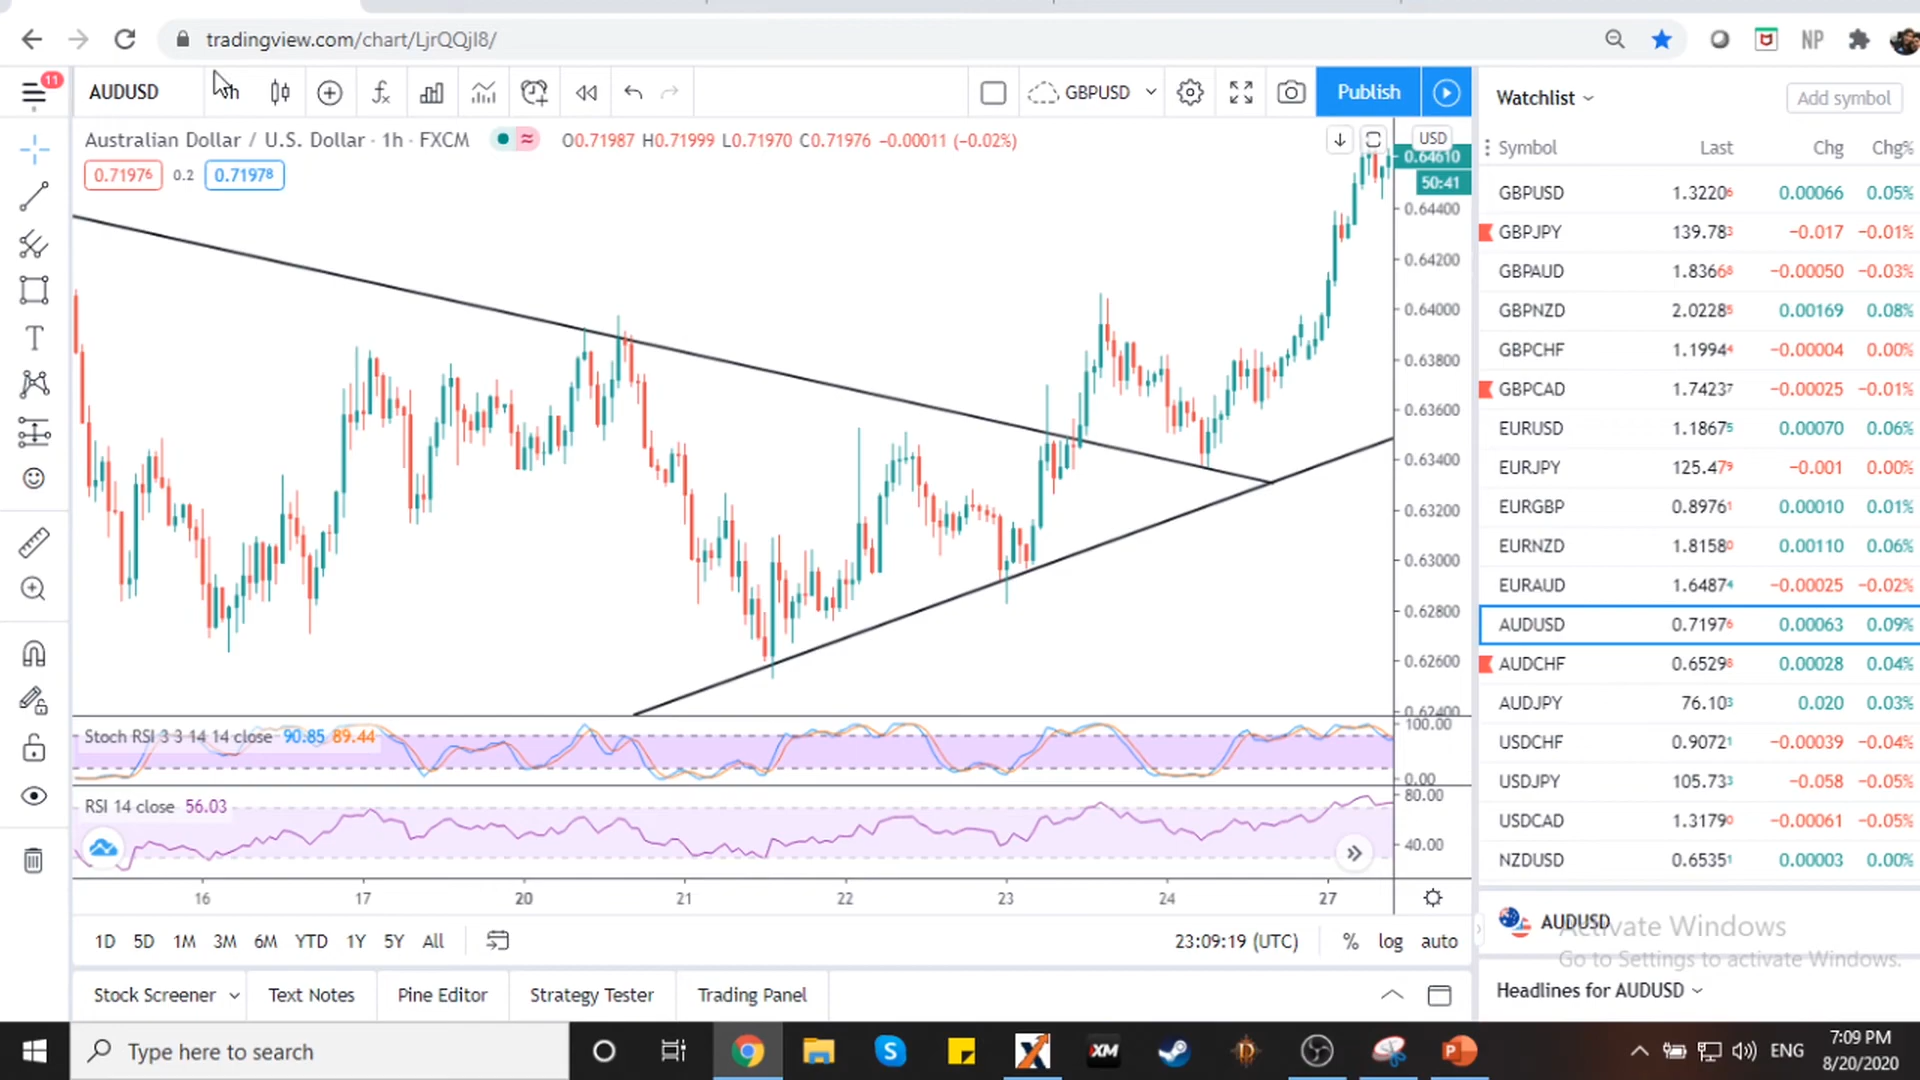 tradingview.com/chart/LjrQQjI8/
NP
11
AUDUSD
GBPUSD
Publish
Australian Dollar / U.S. Dollar · 1h · FXCM
O0.71987 H0.71999 L0.71970 C0.71976 −0.00011 (−0.02%)
0.71976 0.2 0.71978
USD
0.64610
50:41
0.64400
0.64200
0.64000
0.63800
0.63600
0.63400
0.63200
0.63000
0.62800
0.62600
0.62400
Stoch RSI 3 3 14 14 close 90.85 89.44
100.00
0.00
RSI 14 close 56.03
80.00
40.00
16 17 20 21 22 23 24 27
1D 5D 1M 3M 6M YTD 1Y 5Y All
23:09:19 (UTC) % log auto
Stock Screener Text Notes Pine Editor Strategy Tester Trading Panel
Watchlist Add symbol
Symbol Last Chg Chg%
GBPUSD 1.32206 0.00066 0.05%
GBPJPY 139.783 −0.017 −0.01%
GBPAUD 1.83668 −0.00050 −0.03%
GBPNZD 2.02285 0.00169 0.08%
GBPCHF 1.19944 −0.00004 0.00%
GBPCAD 1.74237 −0.00025 −0.01%
EURUSD 1.18675 0.00070 0.06%
EURJPY 125.479 −0.001 0.00%
EURGBP 0.89761 0.00010 0.01%
EURNZD 1.81580 0.00110 0.06%
EURAUD 1.64874 −0.00025 −0.02%
AUDUSD 0.71976 0.00063 0.09%
AUDCHF 0.65298 0.00028 0.04%
AUDJPY 76.103 0.020 0.03%
USDCHF 0.90721 −0.00039 −0.04%
USDJPY 105.733 −0.058 −0.05%
USDCAD 1.31790 −0.00061 −0.05%
NZDUSD 0.65351 0.00003 0.00%
AUDUSD
Activate Windows
Go to Settings to activate Windows.
Headlines for AUDUSD
Type here to search
XM
ENG
7:09 PM
8/20/2020